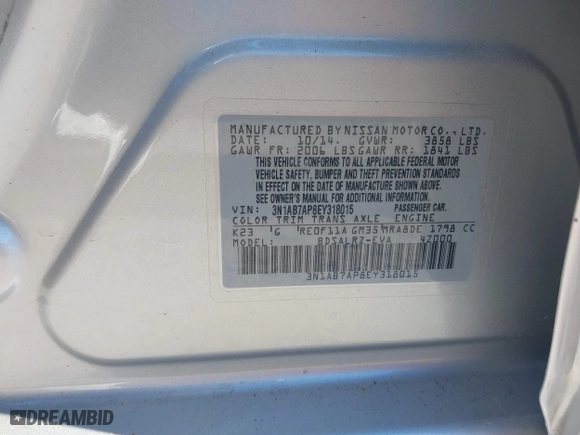 MANUFACTURED BY NISSAN MOTOR CO., LTD.
DATE: 10/14 GVWR: 3858 LBS
GAWR FR: 2006 LBS GAWR RR: 1841 LBS
THIS VEHICLE CONFORMS TO ALL APPLICABLE FEDERAL MOTOR
VEHICLE SAFETY, BUMPER AND THEFT PREVENTION STANDARDS
IN EFFECT ON THE DATE OF MANUFACTURE SHOWN ABOVE.
SEE OWNER'S MANUAL FOR ADDITIONAL INFORMATION.
VIN: 3N1AB7AP8EY318015 PASSENGER CAR.
COLOR TRIM TRANS AXLE ENGINE
K23 G RE0F11A GM35 MRA8DE 1798 CC
MODEL: BDSALR7-EVA 47000
3N1AB7AP8EY318015
DREAMBID